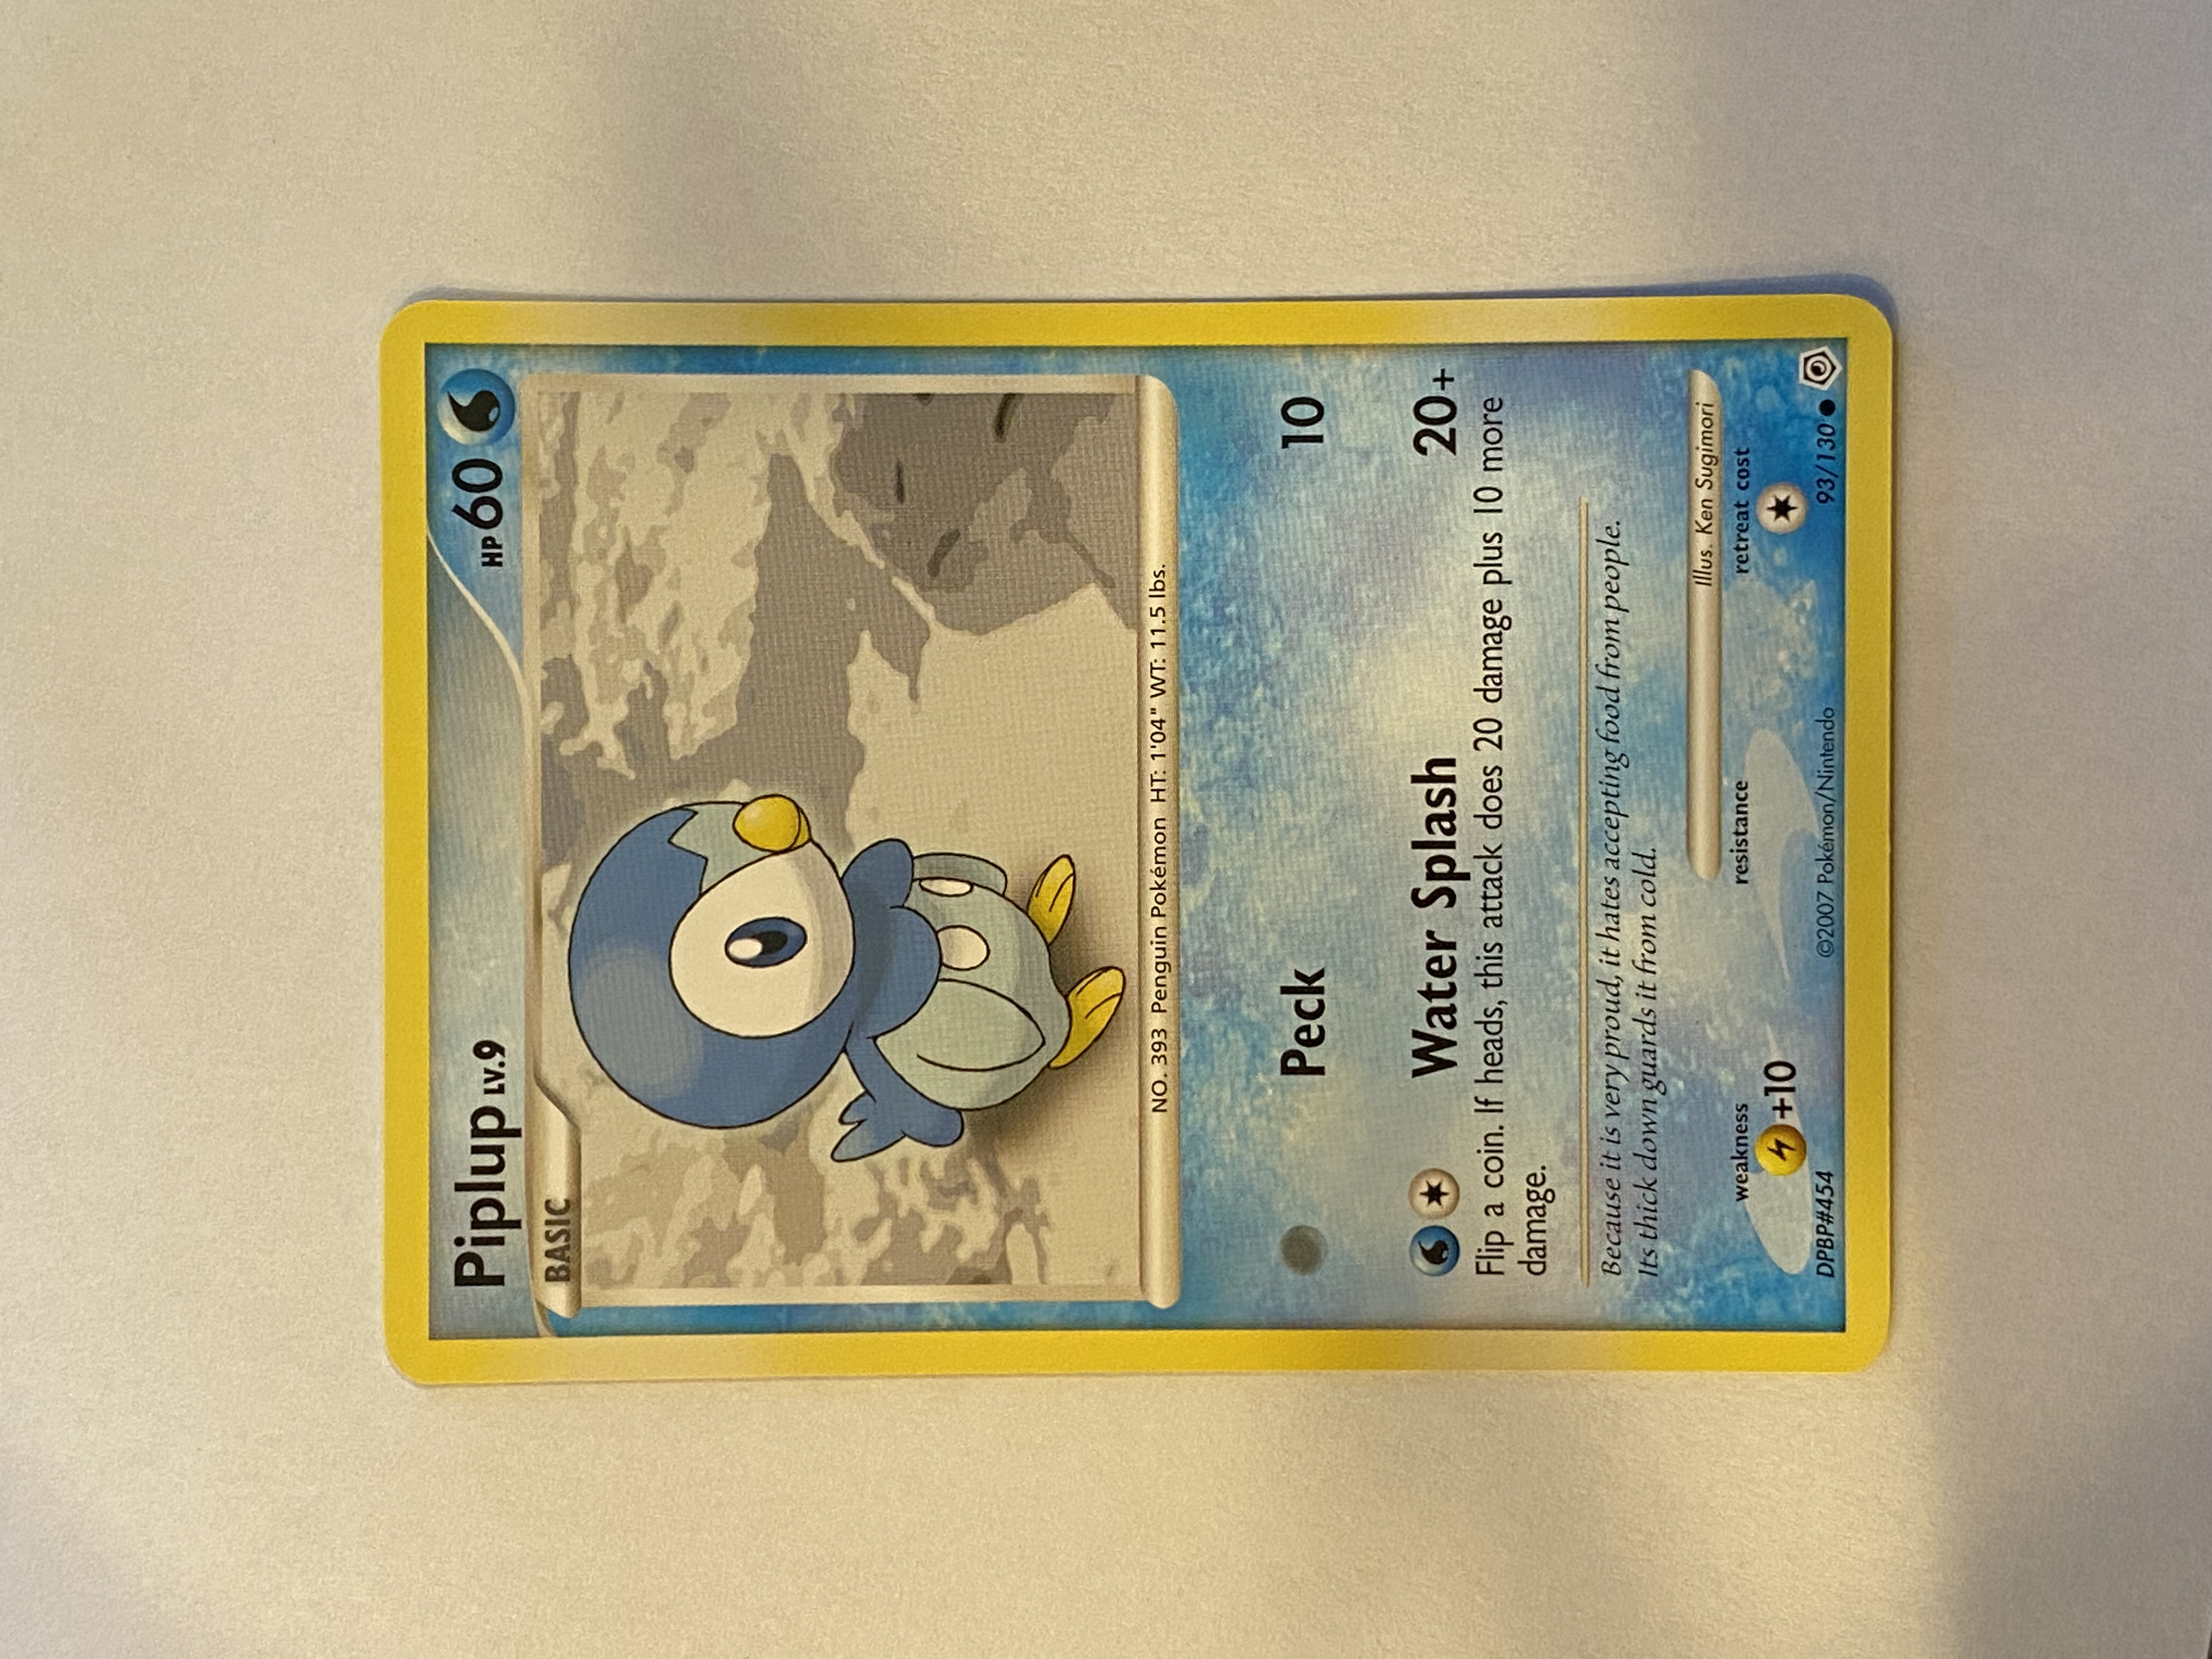 Piplup LV.9 HP 60
BASIC
NO. 393 Penguin Pokémon HT: 1'04" WT: 11.5 lbs.
Peck 10
Water Splash 20+
Flip a coin. If heads, this attack does 20 damage plus 10 more
damage.
Because it is very proud, it hates accepting food from people.
Its thick down guards it from cold.
Illus. Ken Sugimori
weakness resistance retreat cost
+10
DPBP#454 ©2007 Pokémon/Nintendo 93/130